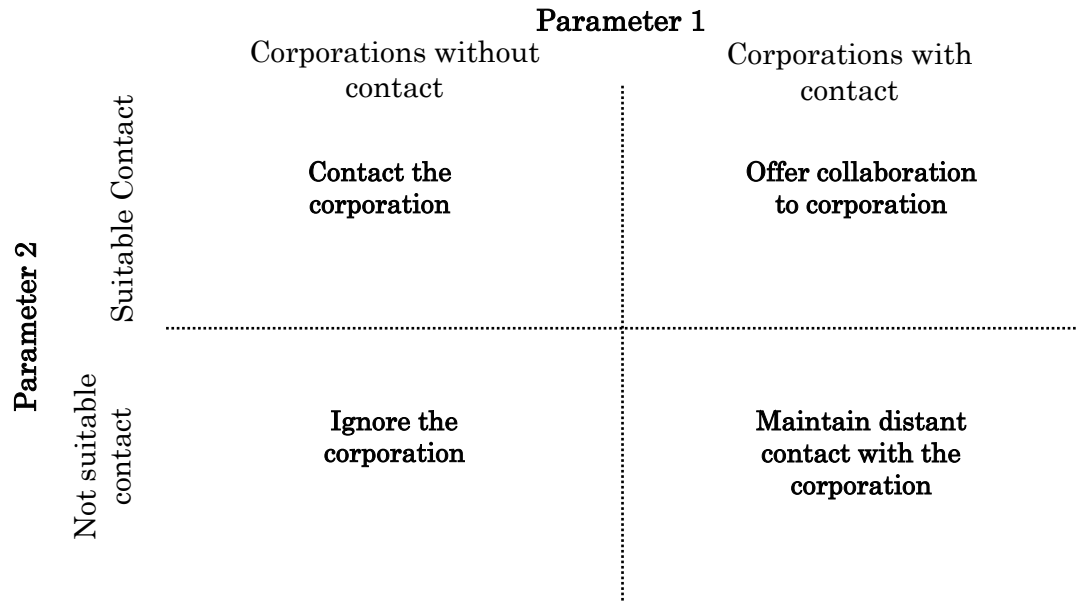 Parameter 1
Corporations without
contact
Corporations with
contact
Parameter 2
Suitable Contact
Contact the
corporation
Offer collaboration
to corporation
Not suitable
contact
Ignore the
corporation
Maintain distant
contact with the
corporation